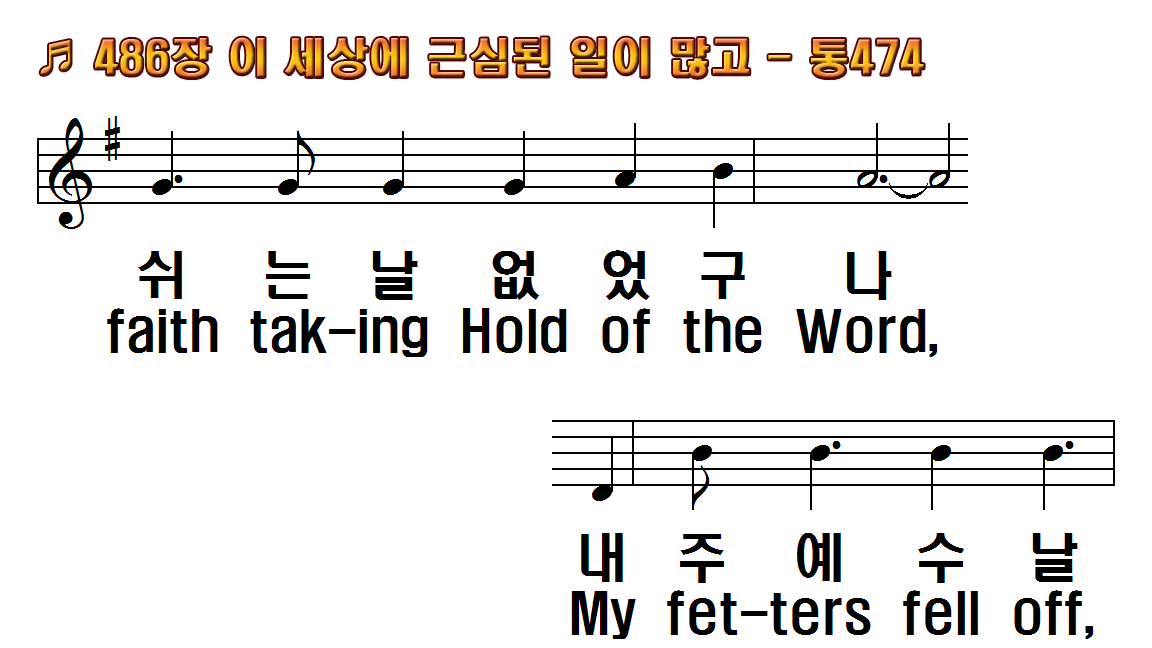 ♬ 486장 이 세상에 근심된 일이 많고 - 통474
쉬 는 날 없 었 구 나
faith tak-ing Hold of the Word,
내 주 예 수 날
My fet-ters fell off,